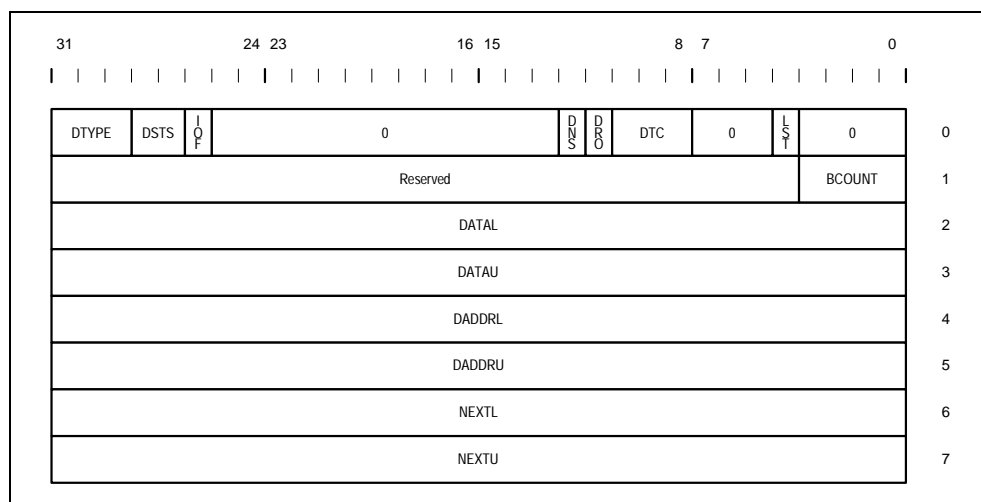 31 24 23 16 15 8 7 0
DTYPE DSTS IOF 0 DNS DRO DTC 0 LST 0 0
Reserved BCOUNT 1
DATAL 2
DATAU 3
DADDRL 4
DADDRU 5
NEXTL 6
NEXTU 7